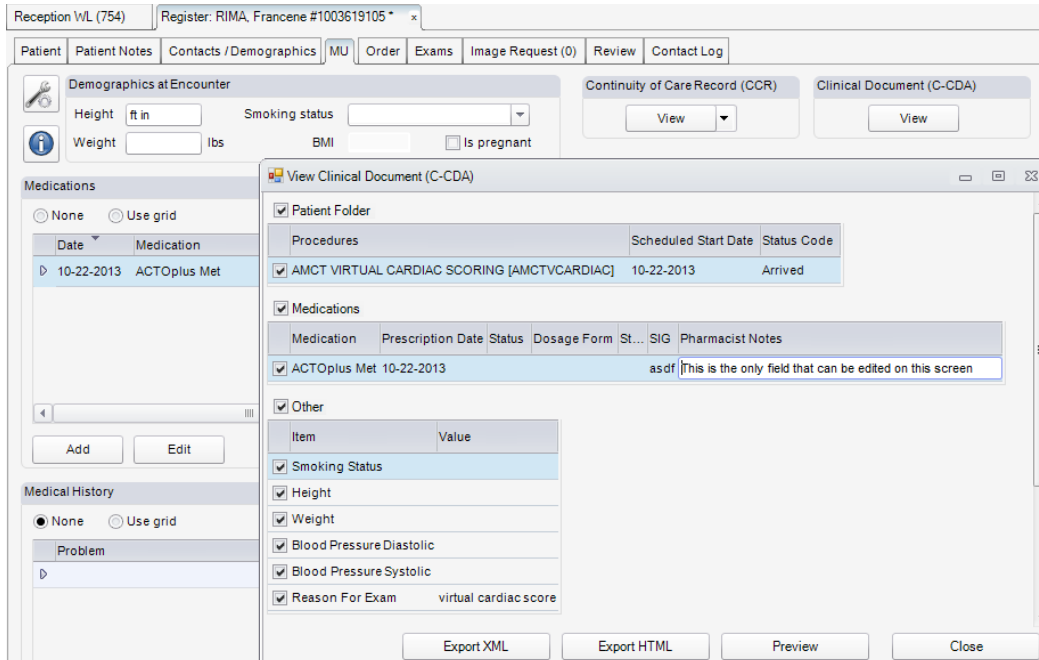 Reception WL (754) Register: RIMA, Francene #1003619105 * x
Patient Patient Notes Contacts / Demographics MU Order Exams Image Request (0) Review Contact Log
Demographics at Encounter Continuity of Care Record (CCR) Clinical Document (C-CDA)
Height ft in Smoking status View View
Weight lbs BMI Is pregnant
View Clinical Document (C-CDA)
Medications
None Use grid
Date Medication
10-22-2013 ACTOplus Met
Add Edit
Medical History
None Use grid
Problem
Patient Folder
Procedures Scheduled Start Date Status Code
AMCT VIRTUAL CARDIAC SCORING [AMCTVCARDIAC] 10-22-2013 Arrived
Medications
Medication Prescription Date Status Dosage Form St... SIG Pharmacist Notes
ACTOplus Met 10-22-2013 asdf This is the only field that can be edited on this screen
Other
Item Value
Smoking Status
Height
Weight
Blood Pressure Diastolic
Blood Pressure Systolic
Reason For Exam virtual cardiac score
Export XML Export HTML Preview Close